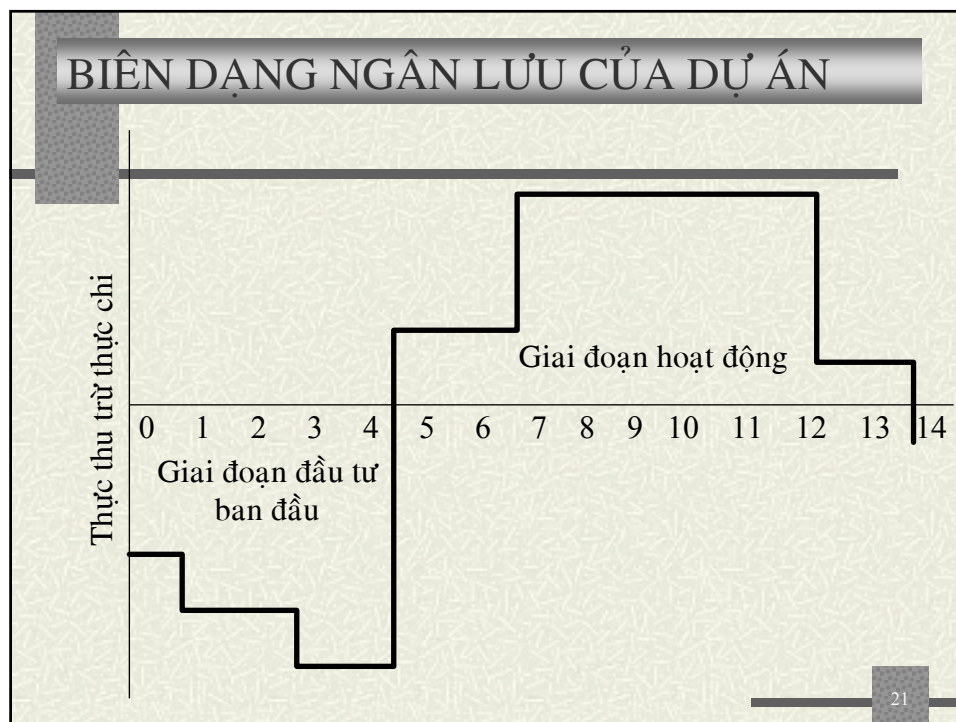 BIÊN DẠNG NGÂN LƯU CỦA DỰ ÁN
Thực thu trừ thực chi
Giai đoạn hoạt động
0 1 2 3 4 5 6 7 8 9 10 11 12 13 14
Giai đoạn đầu tư
ban đầu
21